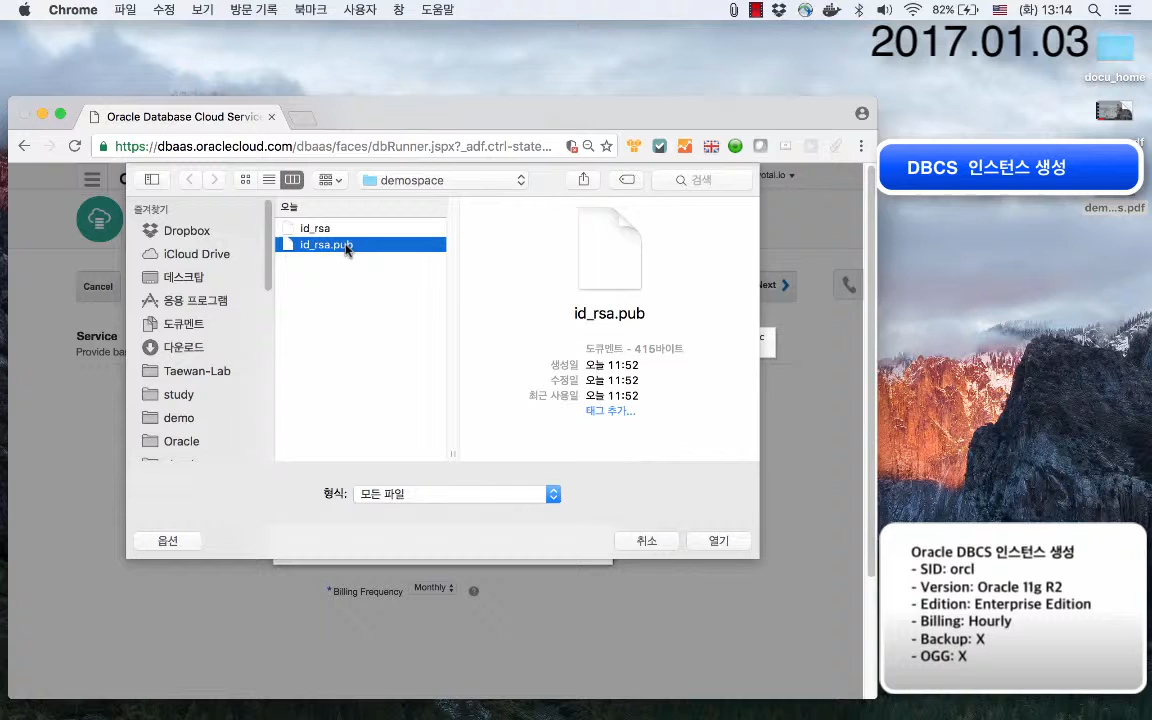 Chrome 파일 수정 보기 방문 기록 북마크 사용자 창 도움말 82% (화) 13:14
2017.01.03
docu_home
Oracle Database Cloud Servic
https://dbaas.oraclecloud.com/dbaas/faces/dbRunner.jspx?_adf.ctrl-state...
DBCS 인스턴스 생성
demospace
검색
dem...s.pdf
즐겨찾기
Dropbox
iCloud Drive
데스크탑
응용 프로그램
도큐멘트
다운로드
Taewan-Lab
study
demo
Oracle
오늘
id_rsa
id_rsa.pub
id_rsa.pub
도큐멘트 - 415바이트
생성일 오늘 11:52
수정일 오늘 11:52
최근 사용일 오늘 11:52
태그 추가...
Cancel
Next
Service
Provide ba
형식: 모든 파일
옵션
취소
열기
*Billing Frequency Monthly
Oracle DBCS 인스턴스 생성
- SID: orcl
- Version: Oracle 11g R2
- Edition: Enterprise Edition
- Billing: Hourly
- Backup: X
- OGG: X